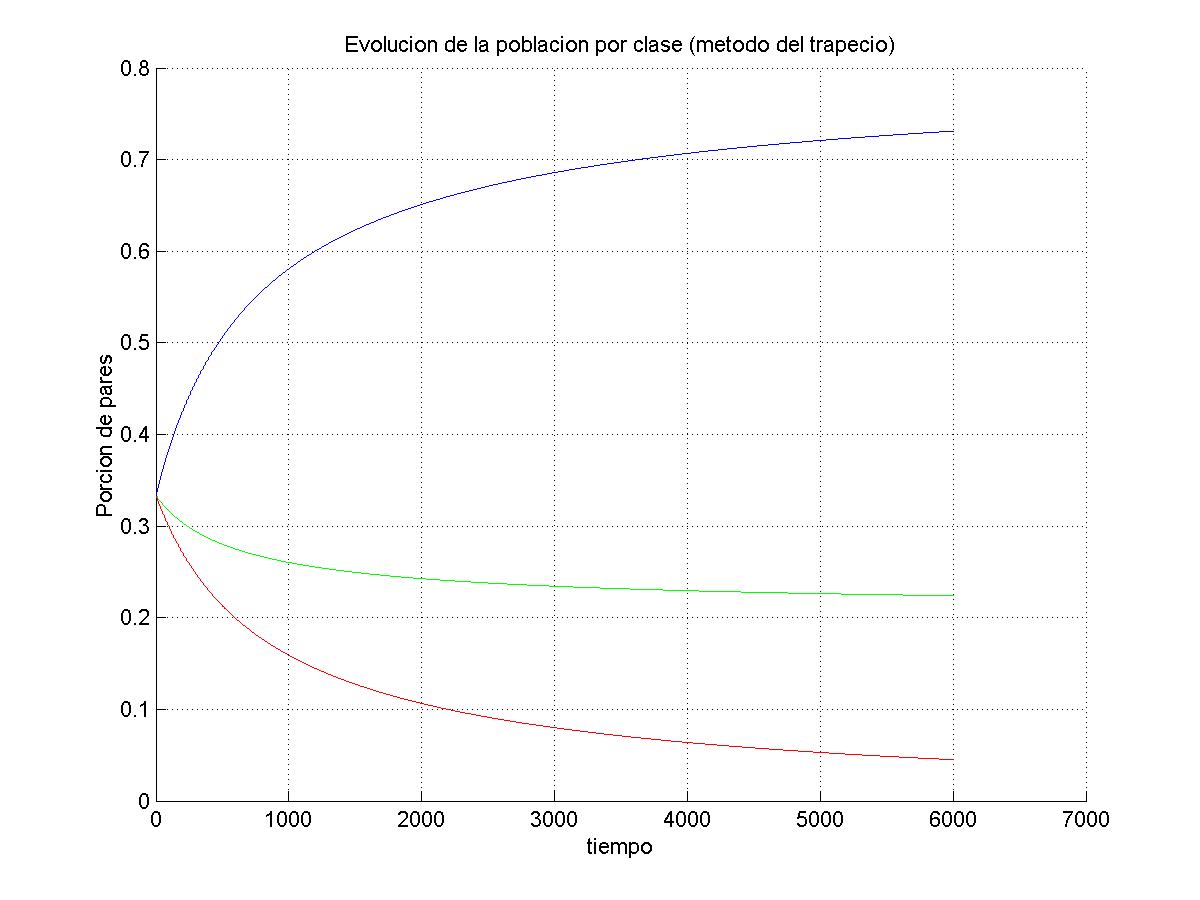 Evolucion de la poblacion por clase (metodo del trapecio)
0.8
0.7
0.6
0.5
0.4
0.3
0.2
0.1
0
Porcion de pares
0 1000 2000 3000 4000 5000 6000 7000
tiempo